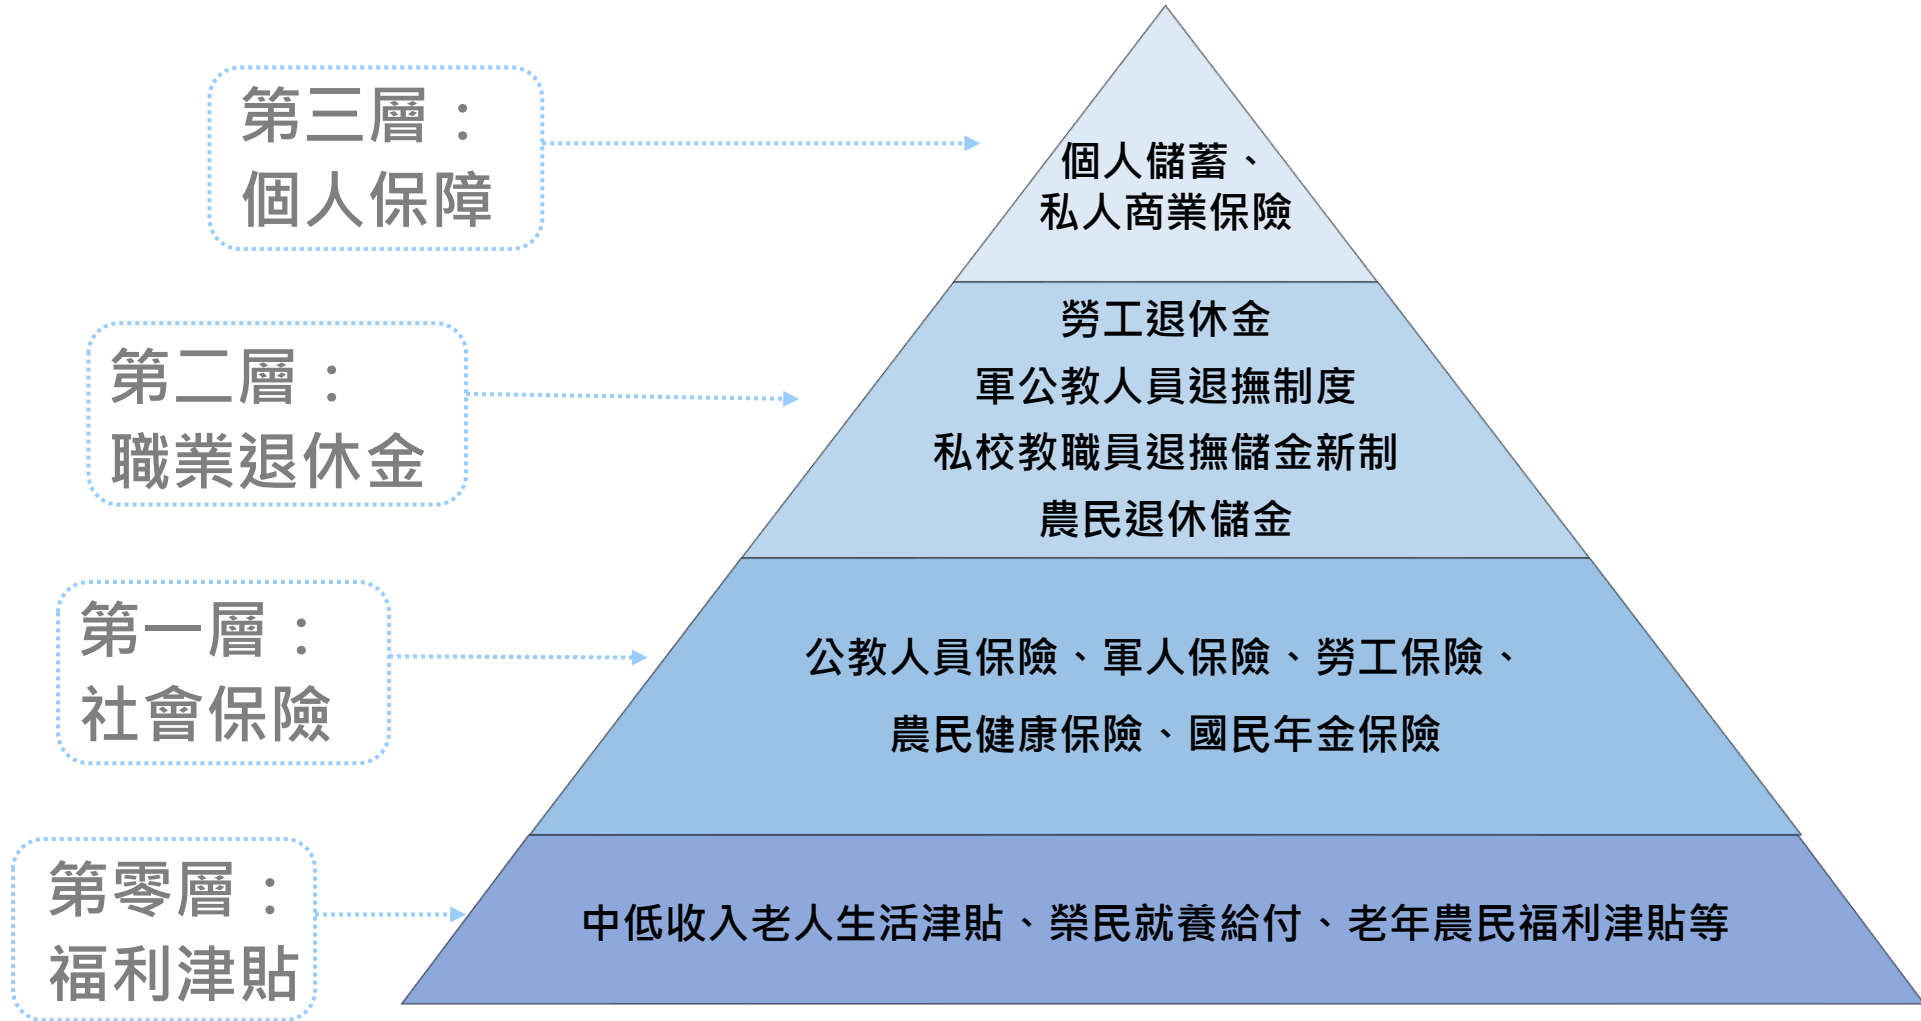 第三層：
個人保障
個人儲蓄、
私人商業保險
第二層：
職業退休金
勞工退休金
軍公教人員退撫制度
私校教職員退撫儲金新制
農民退休儲金
第一層：
社會保險
公教人員保險、軍人保險、勞工保險、
農民健康保險、國民年金保險
第零層：
福利津貼
中低收入老人生活津貼、榮民就養給付、老年農民福利津貼等